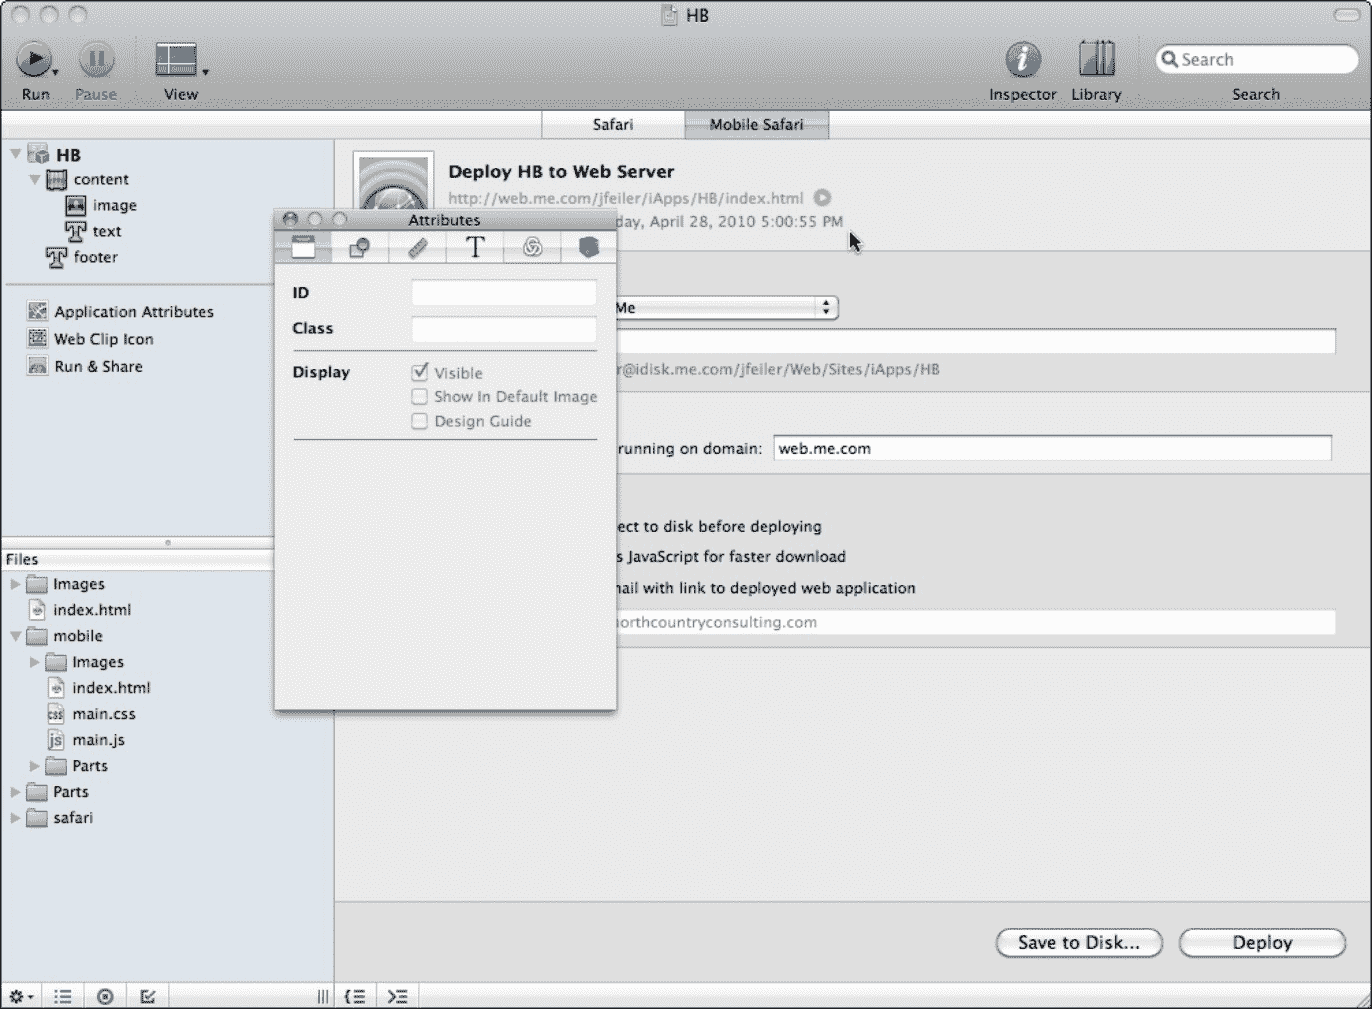 HB
Run
Pause
View
Inspector
Library
Search
Search
Safari
Mobile Safari
HB
content
image
text
footer
Application Attributes
Web Clip Icon
Run & Share
Files
Images
index.html
mobile
Images
index.html
main.css
main.js
Parts
Parts
safari
Deploy HB to Web Server
http://web.me.com/jfeiler/iApps/HB/index.html
day, April 28, 2010 5:00:55 PM
Attributes
ID
Class
Display
Visible
Show In Default Image
Design Guide
Me
r@idisk.me.com/jfeiler/Web/Sites/iApps/HB
running on domain: web.me.com
ect to disk before deploying
s JavaScript for faster download
ail with link to deployed web application
orthcountryconsulting.com
Save to Disk...
Deploy